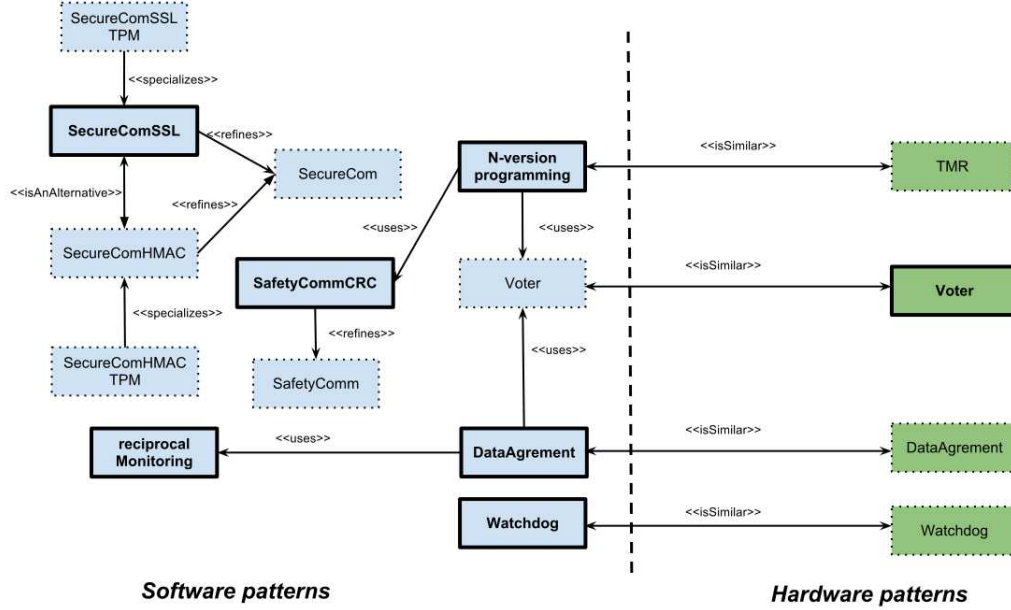 SecureComSSL
TPM
<<specializes>>
SecureComSSL
<<refines>>
<<isSimilar>>
N-version
programming
TMR
SecureCom
<<isAnAlternative>>
<<refines>>
<<uses>>
<<uses>>
SecureComHMAC
<<isSimilar>>
SafetyCommCRC
Voter
Voter
<<specializes>>
<<refines>>
<<uses>>
SecureComHMAC
TPM
SafetyComm
<<isSimilar>>
reciprocal
Monitoring
<<uses>>
DataAgrement
DataAgrement
<<isSimilar>>
Watchdog
Watchdog
Software patterns
Hardware patterns